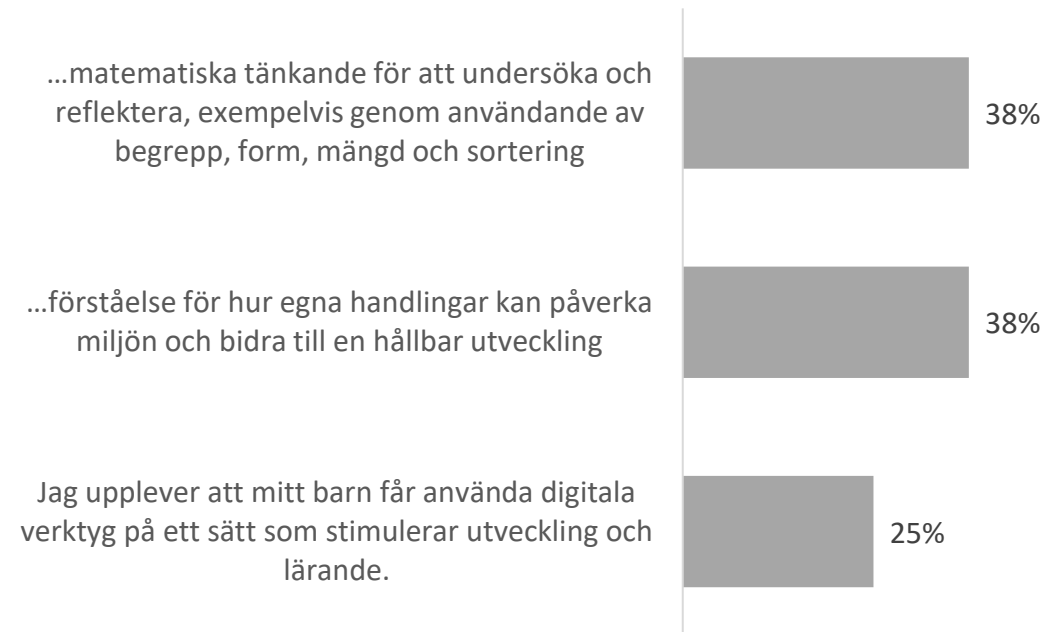 …matematiska tänkande för att undersöka och
reflektera, exempelvis genom användande av
begrepp, form, mängd och sortering
38%
…förståelse för hur egna handlingar kan påverka
miljön och bidra till en hållbar utveckling
38%
Jag upplever att mitt barn får använda digitala
verktyg på ett sätt som stimulerar utveckling och
lärande.
25%